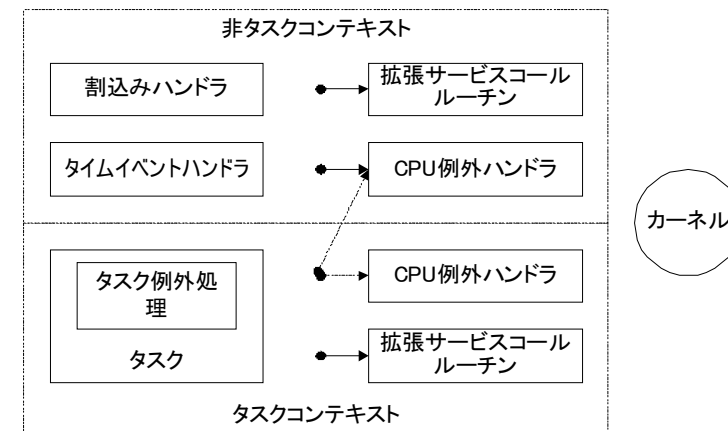 非タスクコンテキスト
割込みハンドラ
拡張サービスコール
ルーチン
タイムイベントハンドラ
CPU例外ハンドラ
カーネル
タスク例外処
理
タスク
CPU例外ハンドラ
拡張サービスコール
ルーチン
タスクコンテキスト